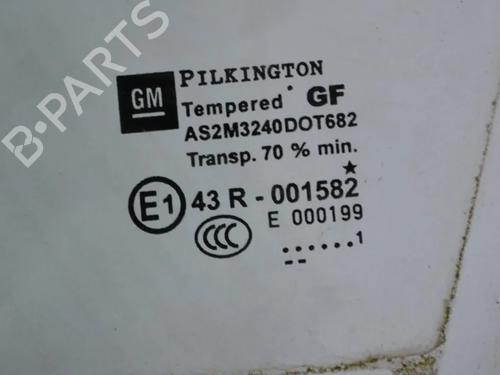 B-PARTS
GM PILKINGTON
Tempered GF
AS2M3240DOT682
Transp. 70 % min.
E1 43 R - 001582
E 000199
CCC
......1
--